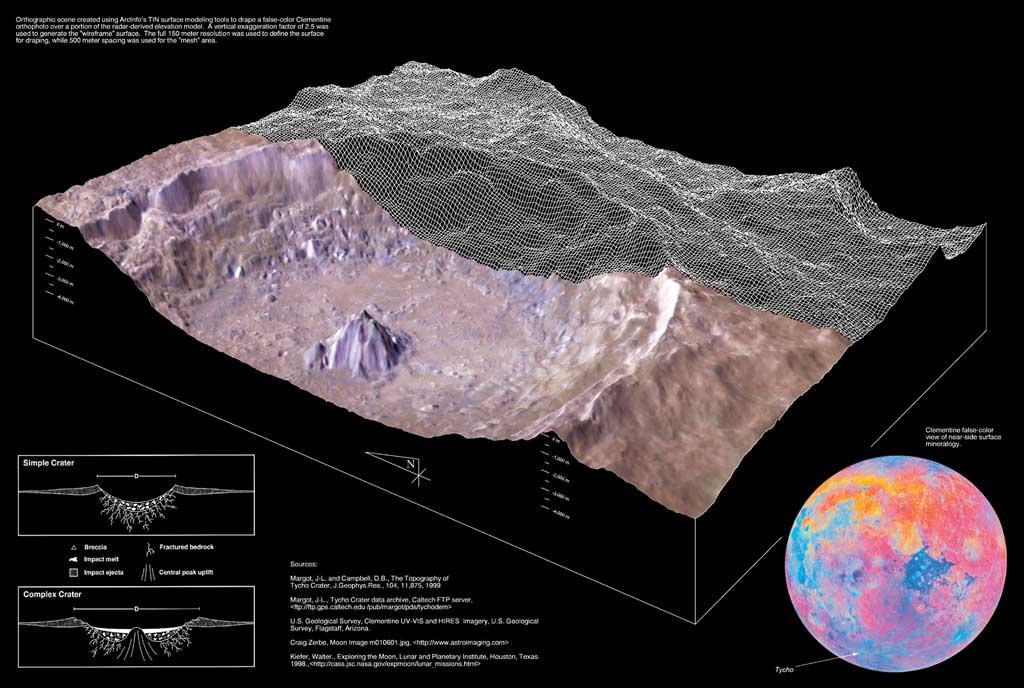 Orthographic scene created using ArcInfo's TIN surface modeling tools to drape a false-color Clementine
orthophoto over a portion of the radar-derived elevation model. A vertical exaggeration factor of 2.5 was
used to generate the "wireframe" surface. The full 150 meter resolution was used to define the surface
for draping, while 500 meter spacing was used for the "mesh" area.
0 m
-1,000 m
-2,000 m
-3,000 m
-4,000 m
0 m
-1,000 m
-2,000 m
-3,000 m
-4,000 m
N
Clementine false-color
view of near-side surface
mineralogy.
Tycho
Simple Crater
D
Breccia
Impact melt
Impact ejecta
Fractured bedrock
Central peak uplift
Complex Crater
D
Sources:
Margot, J-L. and Campbell, D.B., The Topography of
Tycho Crater, J.Geophys.Res., 104, 11,875, 1999
Margot, J-L., Tycho Crater data archive, Caltech FTP server,
<ftp://ftp.gps.caltech.edu /pub/margot/pds/tychodem>
U.S. Geological Survey, Clementine UV-VIS and HIRES imagery, U.S. Geological
Survey, Flagstaff, Arizona.
Craig Zerbe, Moon Image m010601.jpg, <http://www.astroimaging.com>
Kiefer, Walter., Exploring the Moon, Lunar and Planetary Institute, Houston, Texas.
1998.,<http://cass.jsc.nasa.gov/expmoon/lunar_missions.html>